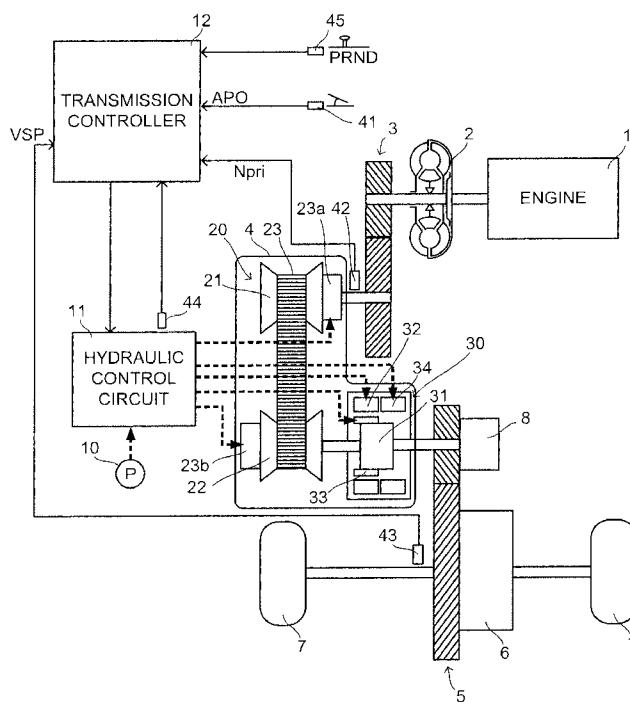 12
45
PRND
TRANSMISSION
CONTROLLER
APO
41
VSP
3
2
1
ENGINE
Npri
23a
42
20
4
23
21
44
11
HYDRAULIC
CONTROL
CIRCUIT
32
34
30
31
8
10
P
23b
22
33
43
7
6
5